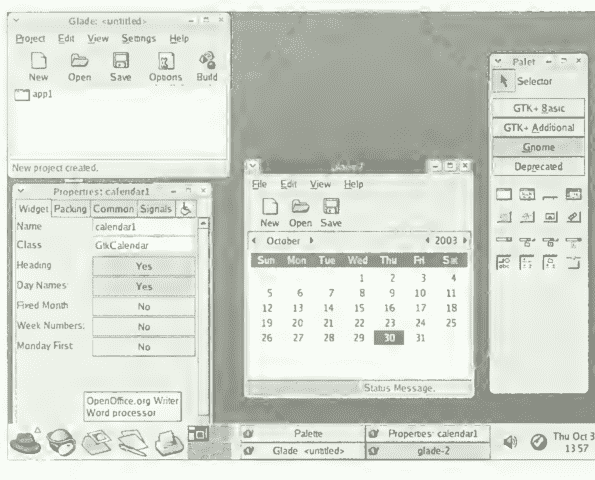 Glade: <untitled>
Project Edit View Settings Help
New Open Save Options Build
app1
New project created.
Properties: calendar1
Widget Packing Common Signals
Name calendar1
Class GtkCalendar
Heading Yes
Day Names Yes
Fixed Month No
Week Numbers: No
Monday First No
OpenOffice.org Writer
Word processor
glade-2
File Edit View Help
New Open Save
October 2003
Sun Mon Tue Wed Thu Fri Sat
1 2 3 4
5 6 7 8 9 10 11
12 13 14 15 16 17 18
19 20 21 22 23 24 25
26 27 28 29 30 31
Status Message.
Palet
Selector
GTK+ Basic
GTK+ Additional
Gnome
Deprecated
Palette Properties: calendar1
Glade <untitled> glade-2
Thu Oct 3
13:57